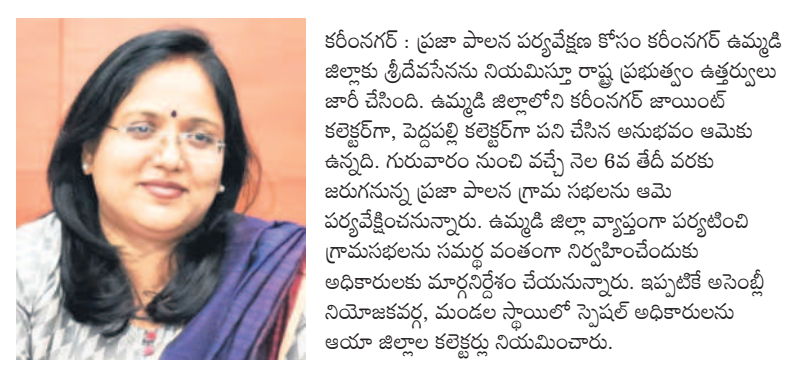 కరీంనగర్ : ప్రజా పాలన పర్యవేక్షణ కోసం కరీంనగర్ ఉమ్మడి
జిల్లాకు శ్రీదేవసేనను నియమిస్తూ రాష్ట్ర ప్రభుత్వం ఉత్తర్వులు
జారీ చేసింది. ఉమ్మడి జిల్లాలోని కరీంనగర్ జాయింట్
కలెక్టర్‌గా, పెద్దపల్లి కలెక్టర్‌గా పని చేసిన అనుభవం ఆమెకు
ఉన్నది. గురువారం నుంచి వచ్చే నెల 6వ తేదీ వరకు
జరుగనున్న ప్రజా పాలన గ్రామ సభలను ఆమె
పర్యవేక్షించనున్నారు. ఉమ్మడి జిల్లా వ్యాప్తంగా పర్యటించి
గ్రామసభలను సమర్థ వంతంగా నిర్వహించేందుకు
అధికారులకు మార్గనిర్దేశం చేయనున్నారు. ఇప్పటికే అసెంబ్లీ
నియోజకవర్గ, మండల స్థాయిలో స్పెషల్ అధికారులను
ఆయా జిల్లాల కలెక్టర్లు నియమించారు.